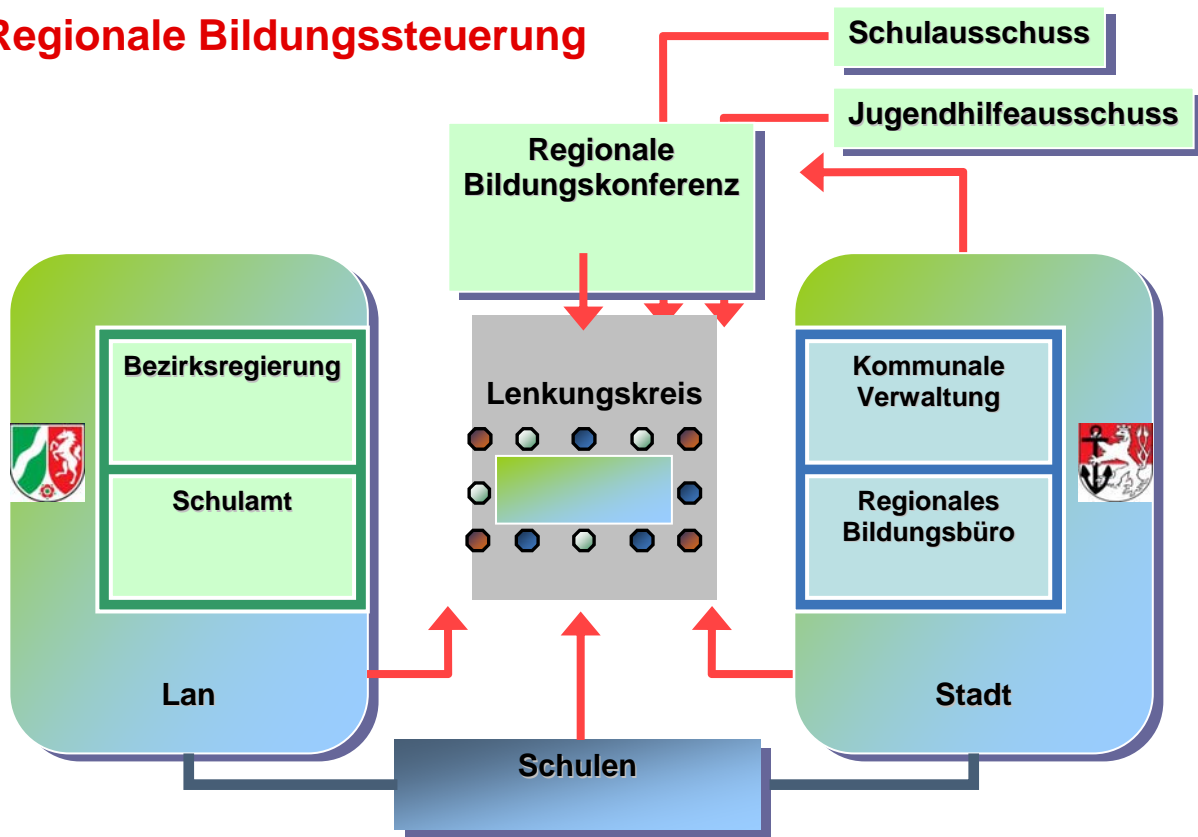 Regionale Bildungssteuerung
Schulausschuss
Jugendhilfeausschuss
Regionale
Bildungskonferenz
Bezirksregierung
Schulamt
Lan
Lenkungskreis
Kommunale
Verwaltung
Regionales
Bildungsbüro
Stadt
Schulen